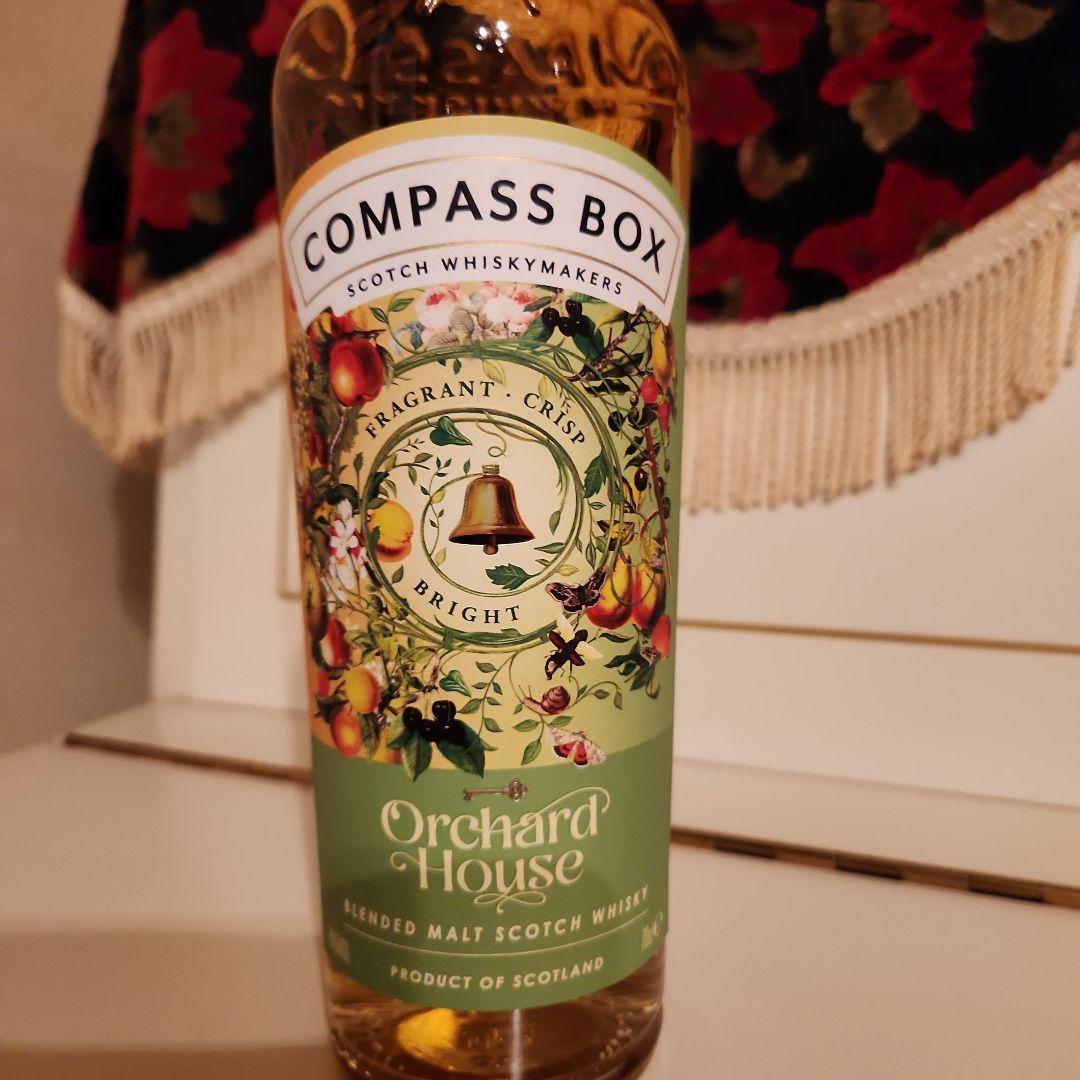 COMPASS BOX
SCOTCH WHISKYMAKERS
FRAGRANT · CRISP
BRIGHT
Orchard
House
BLENDED MALT SCOTCH WHISKY
PRODUCT OF SCOTLAND